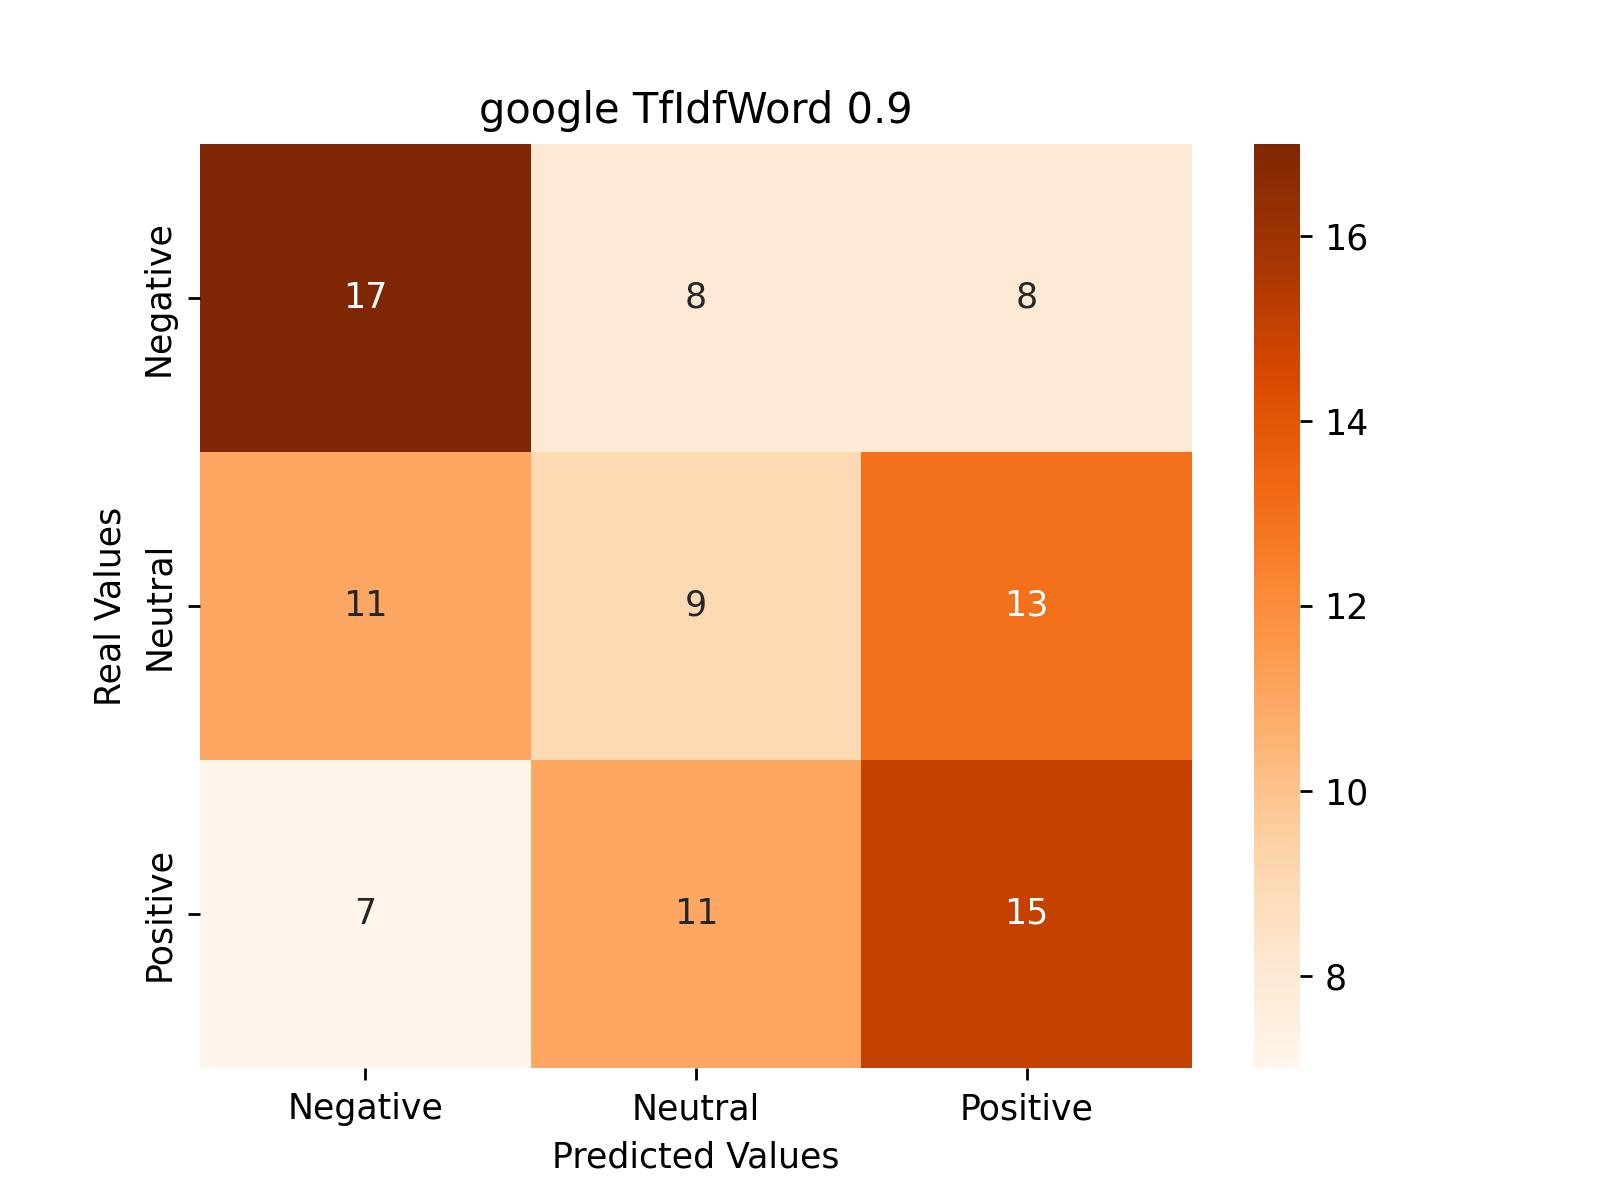 google TfIdfWord 0.9
Real Values
Negative
17 8 8
Neutral
11 9 13
Positive
7 11 15
Negative Neutral Positive
Predicted Values
16
14
12
10
8